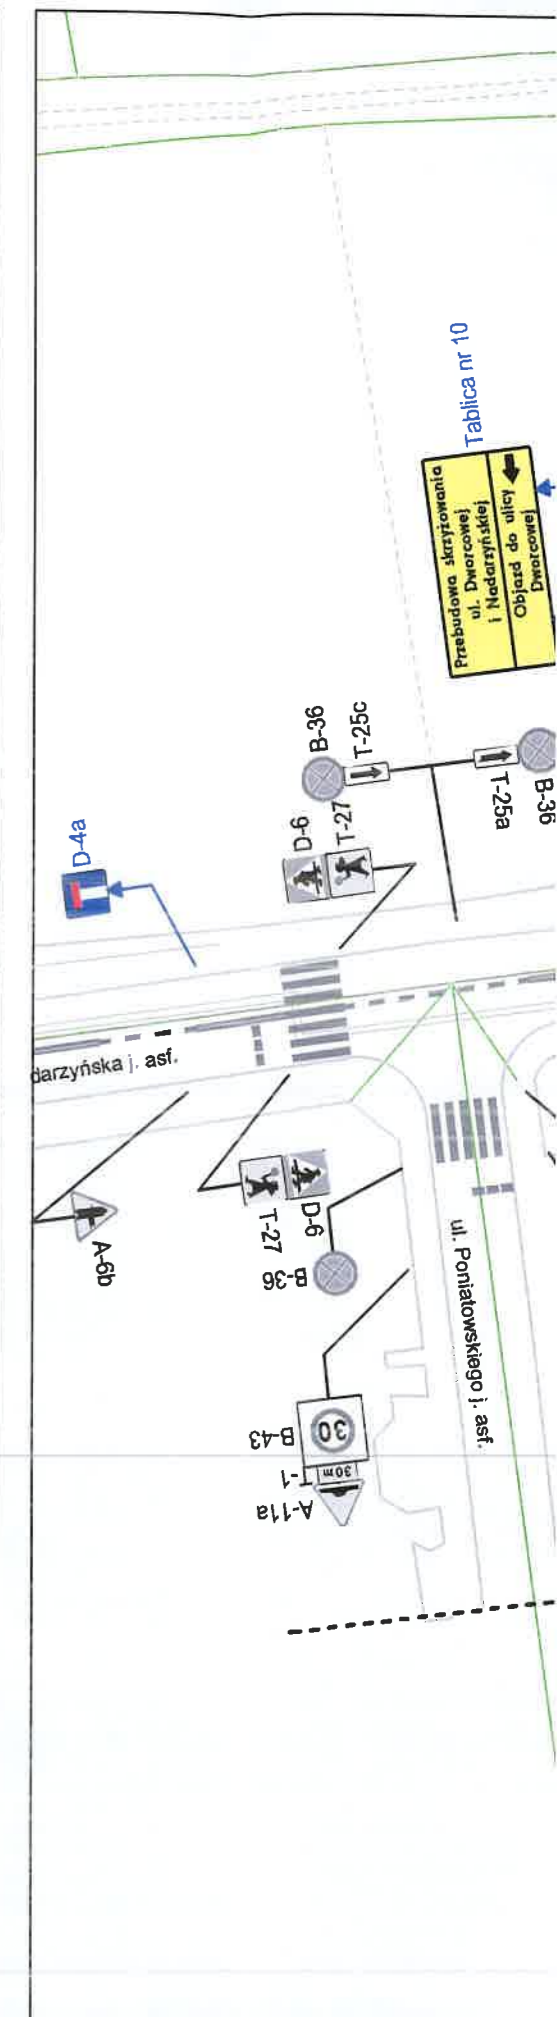 Tablica nr 10
Przebudowa skrzyżowania
ul. Dworcowej
i Nadarzyńskiej
Objazd do ulicy
Dworcowej
B-36
T-25c
D-6
T-27
T-25a
B-36
D-4a
darzyńska j. asf.
A-6b
T-27
D-6
B-36
ul. Poniatowskiego j. asf.
B-43
30
T-1
30m
A-11a